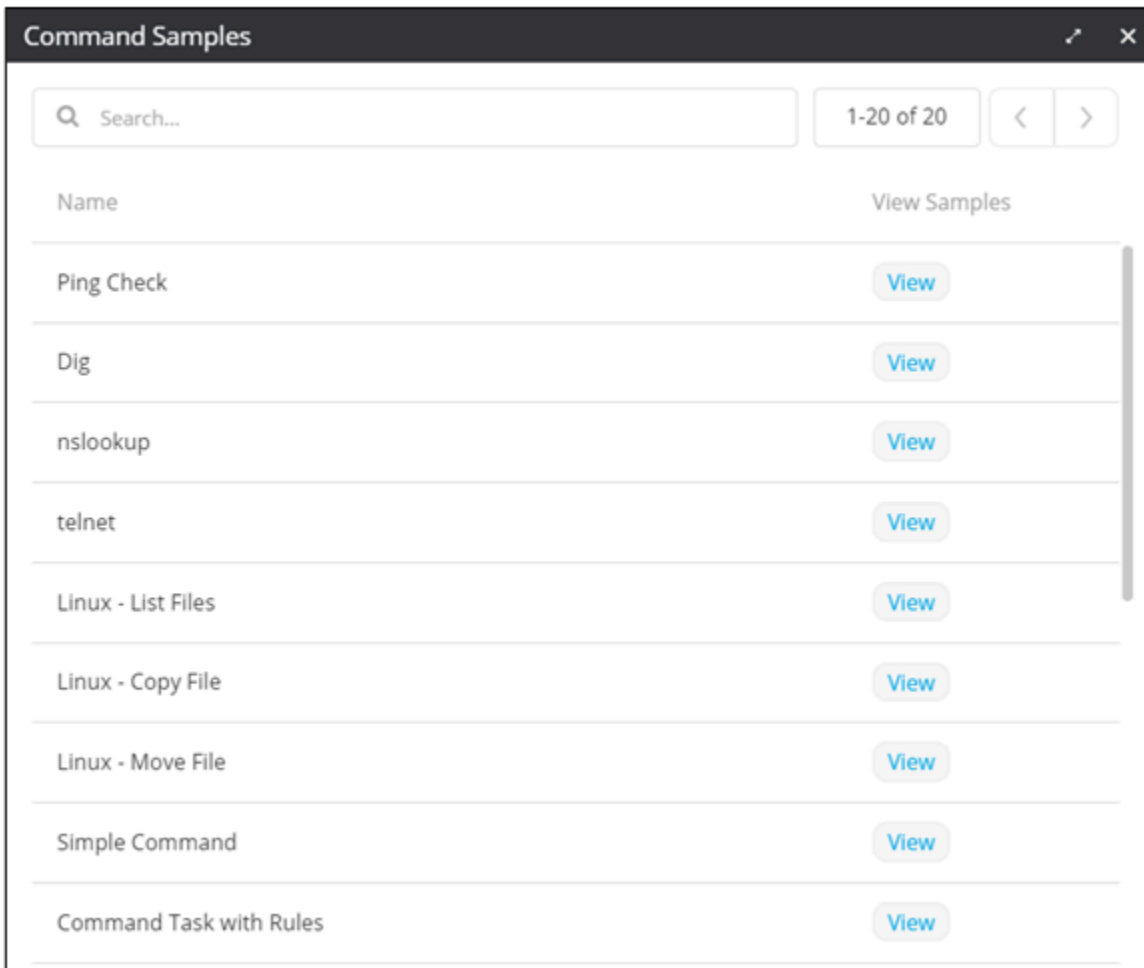 Command Samples
Search...
1-20 of 20
Name View Samples
Ping Check View
Dig View
nslookup View
telnet View
Linux - List Files View
Linux - Copy File View
Linux - Move File View
Simple Command View
Command Task with Rules View